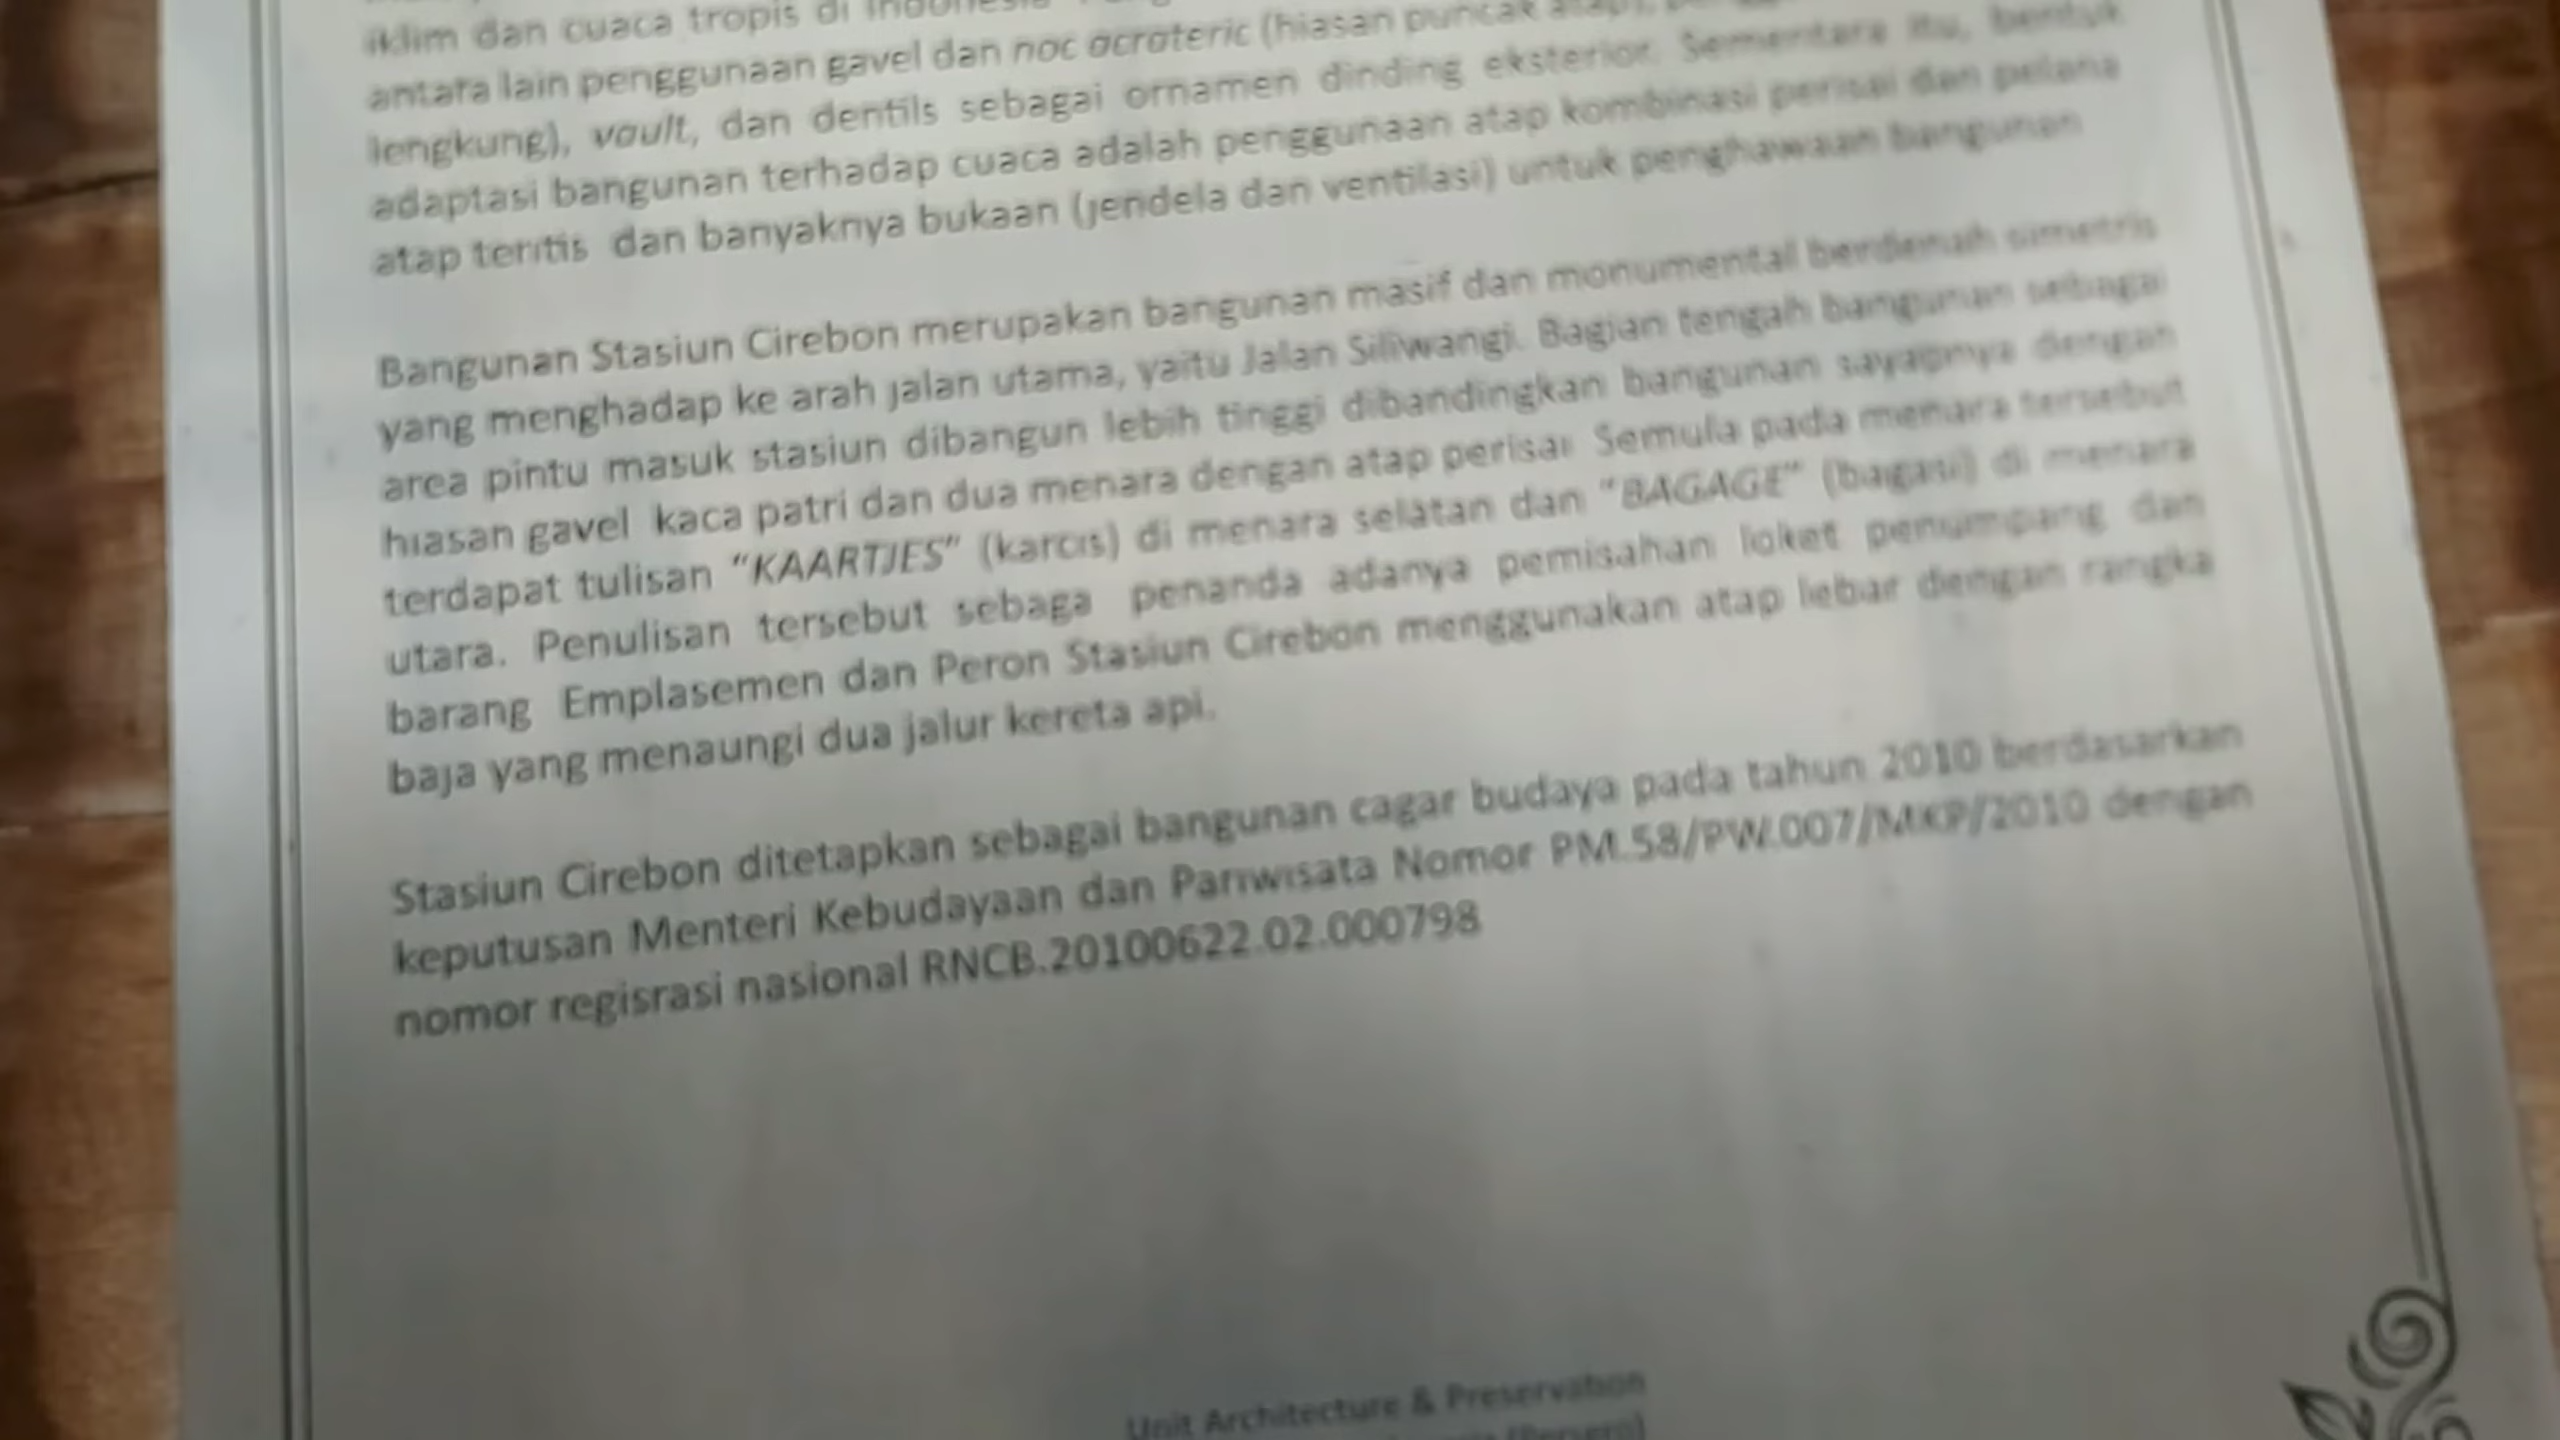 iklim dan cuaca tropis di Indonesia
antara lain penggunaan gavel dan noc acroteric (hiasan puncak atap),
lengkung), vault, dan dentils sebagai ornamen dinding eksterior. Sementara itu, bentuk
adaptasi bangunan terhadap cuaca adalah penggunaan atap kombinasi perisai dan pelana
atap teritis dan banyaknya bukaan (jendela dan ventilasi) untuk penghawaan bangunan
Bangunan Stasiun Cirebon merupakan bangunan masif dan monumental berdenah simetris
yang menghadap ke arah jalan utama, yaitu Jalan Siliwangi. Bagian tengah bangunan sebagai
area pintu masuk stasiun dibangun lebih tinggi dibandingkan bangunan sayapnya dengan
hiasan gavel kaca patri dan dua menara dengan atap perisai Semula pada menara tersebut
terdapat tulisan "KAARTJES" (karcis) di menara selatan dan "BAGAGE" (bagasi) di menara
utara. Penulisan tersebut sebaga penanda adanya pemisahan loket penumpang dan
barang Emplasemen dan Peron Stasiun Cirebon menggunakan atap lebar dengan rangka
baja yang menaungi dua jalur kereta api.
Stasiun Cirebon ditetapkan sebagai bangunan cagar budaya pada tahun 2010 berdasarkan
keputusan Menteri Kebudayaan dan Pariwisata Nomor PM.58/PW.007/MKP/2010 dengan
nomor regisrasi nasional RNCB.20100622.02.000798
Unit Architecture & Preservation
(Persero)